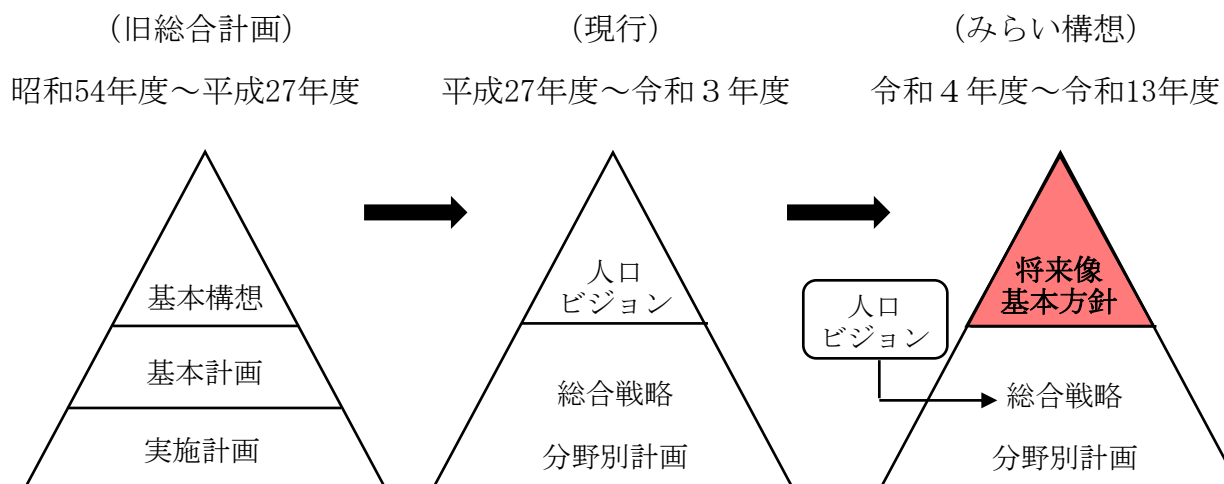 (旧総合計画)
(現行)
(みらい構想)
昭和54年度～平成27年度
平成27年度～令和３年度
令和４年度～令和13年度
基本構想
基本計画
実施計画
人口
ビジョン
総合戦略
分野別計画
将来像
基本方針
人口
ビジョン
総合戦略
分野別計画